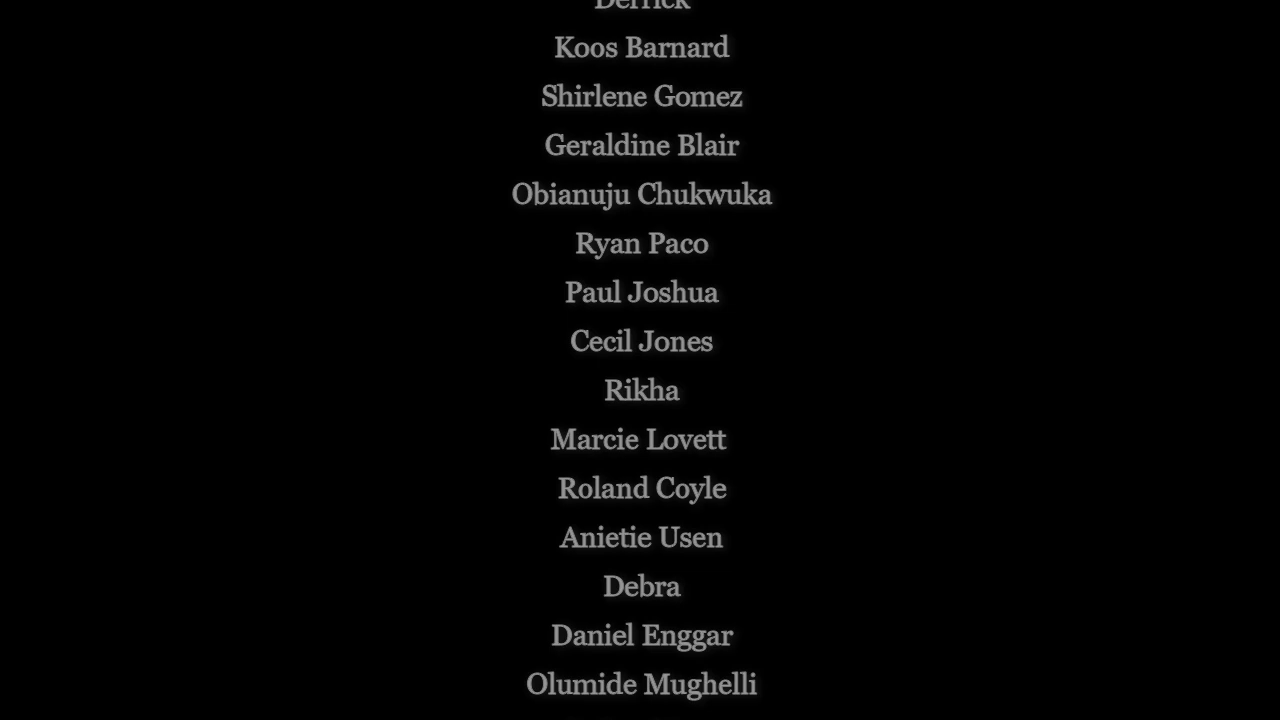 Derrick
Koos Barnard
Shirlene Gomez
Geraldine Blair
Obianuju Chukwuka
Ryan Paco
Paul Joshua
Cecil Jones
Rikha
Marcie Lovett
Roland Coyle
Anietie Usen
Debra
Daniel Enggar
Olumide Mughelli